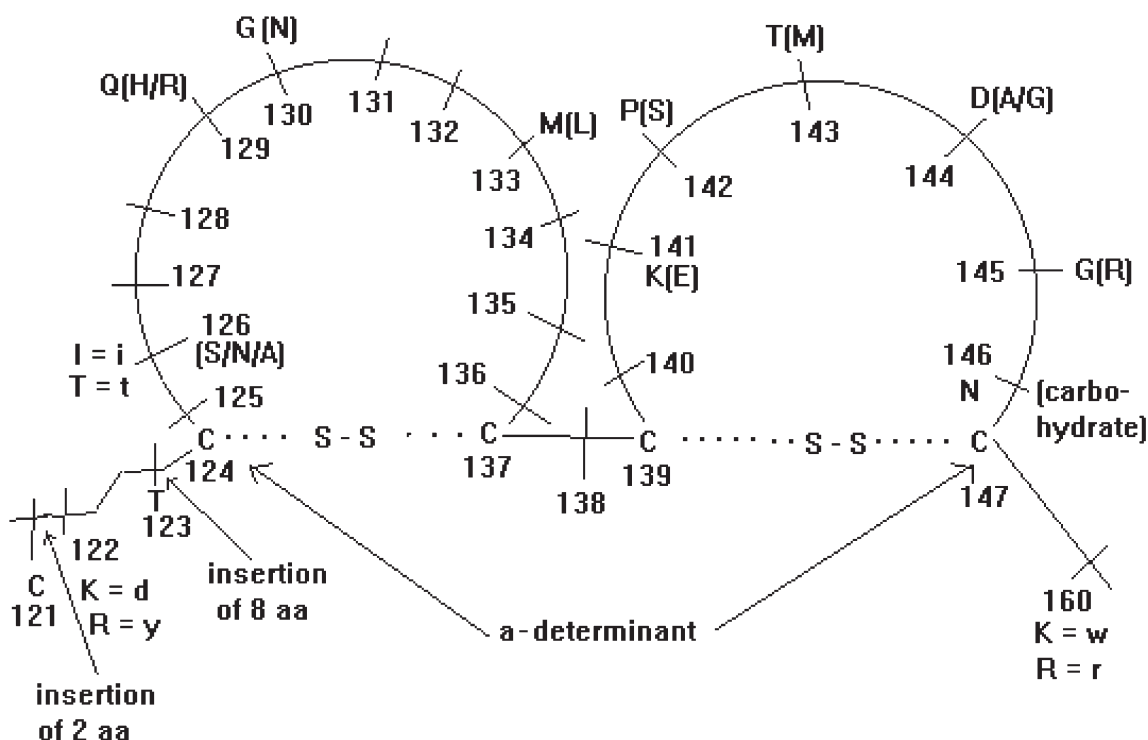 G(N)
131
T(M)
Q(H/R)
130
132
D(A/G)
129
M(L)
P(S)
143
133
142
144
128
134
141
K(E)
145
G(R)
127
135
126
I = i (S/N/A)
T = t
125
136
140
146
N (carbo-
hydrate)
C S - S C C S - S C
124
137
139
147
T
123
138
122
C
121
K = d
R = y
insertion
of 8 aa
a-determinant
160
K = w
R = r
insertion
of 2 aa